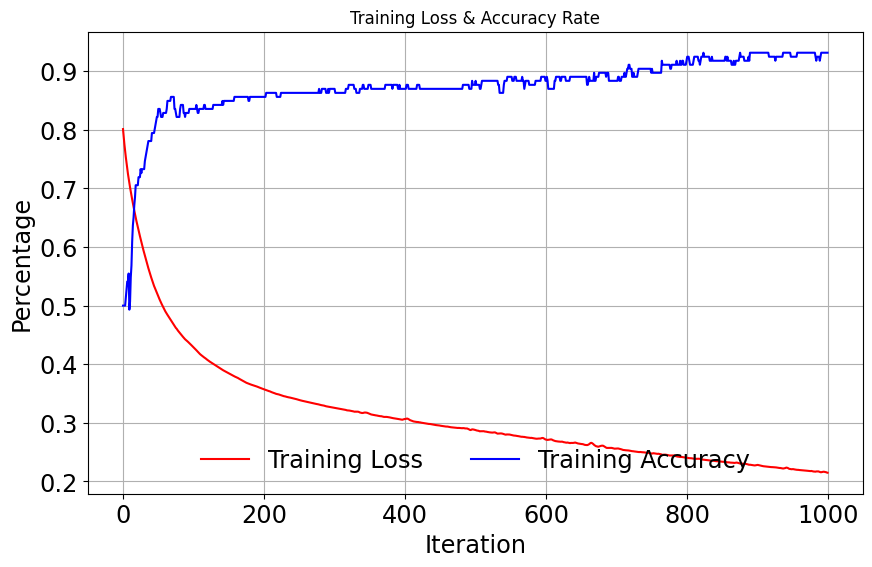 Training Loss & Accuracy Rate
0.9
0.8
0.7
0.6
0.5
0.4
0.3
0.2
Percentage
Training Loss
Training Accuracy
0
200
400
600
800
1000
Iteration